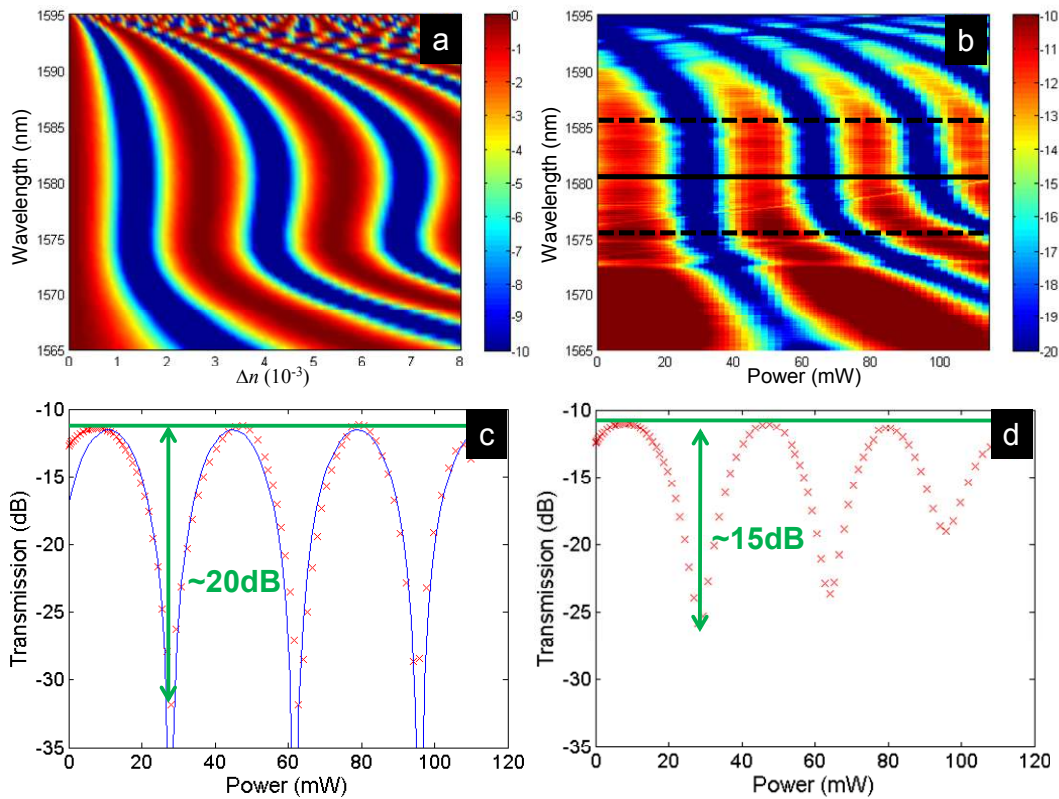 a
Wavelength (nm)
1595
1590
1585
1580
1575
1570
1565
0 1 2 3 4 5 6 7 8
Δn (10⁻³)
0
-1
-2
-3
-4
-5
-6
-7
-8
-9
-10
b
Wavelength (nm)
1595
1590
1585
1580
1575
1570
1565
0 20 40 60 80 100
Power (mW)
-10
-11
-12
-13
-14
-15
-16
-17
-18
-19
-20
c
Transmission (dB)
-10
-15
-20
-25
-30
-35
~20dB
0 20 40 60 80 100 120
Power (mW)
d
Transmission (dB)
-10
-15
-20
-25
-30
-35
~15dB
0 20 40 60 80 100 120
Power (mW)